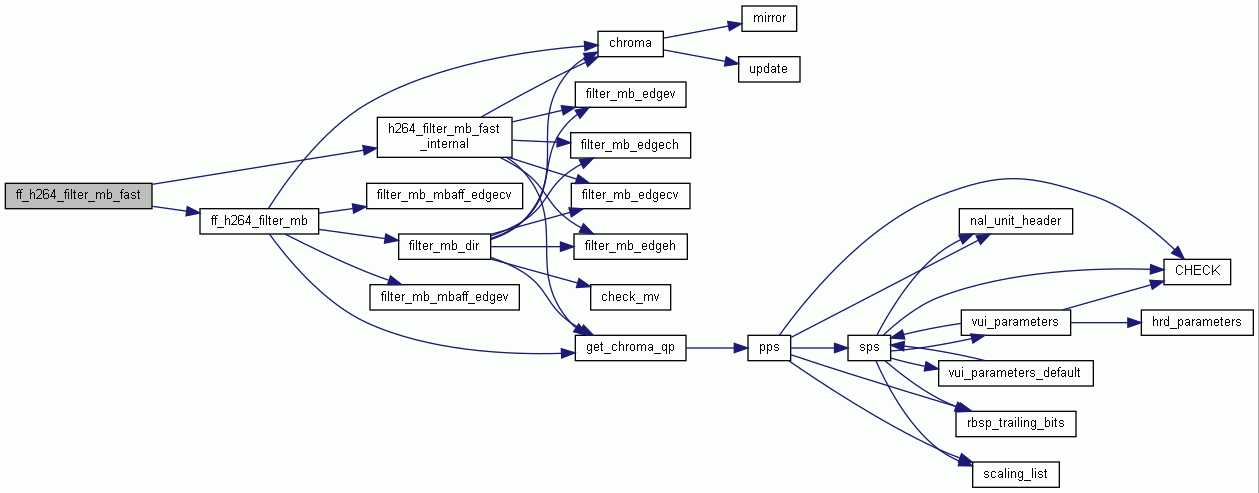 mirror
chroma
update
filter_mb_edgev
h264_filter_mb_fast
_internal
filter_mb_edgech
ff_h264_filter_mb_fast
filter_mb_mbaff_edgecv
filter_mb_edgecv
ff_h264_filter_mb
nal_unit_header
filter_mb_dir
filter_mb_edgeh
CHECK
filter_mb_mbaff_edgev
check_mv
vui_parameters
hrd_parameters
get_chroma_qp
pps
sps
vui_parameters_default
rbsp_trailing_bits
scaling_list